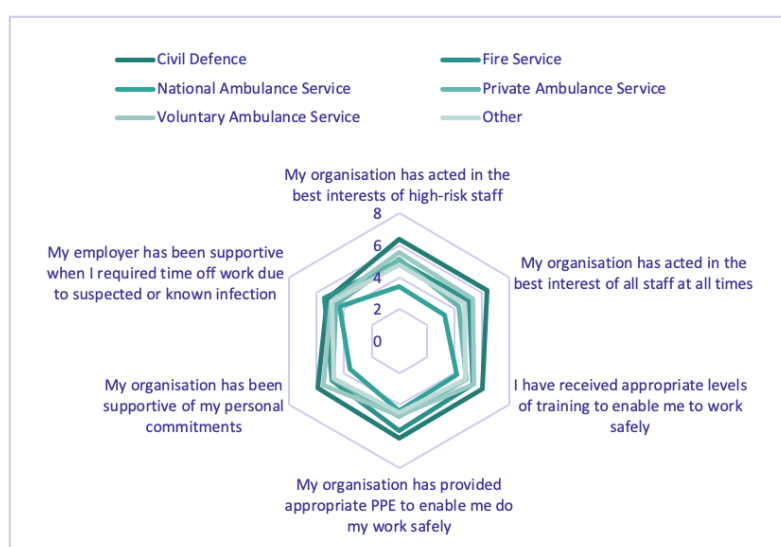 Civil Defence
Fire Service
National Ambulance Service
Private Ambulance Service
Voluntary Ambulance Service
Other
My organisation has acted in the
best interests of high-risk staff
8
6
4
2
0
My organisation has acted in the
best interest of all staff at all times
I have received appropriate levels
of training to enable me to work
safely
My organisation has provided
appropriate PPE to enable me do
my work safely
My organisation has been
supportive of my personal
commitments
My employer has been supportive
when I required time off work due
to suspected or known infection